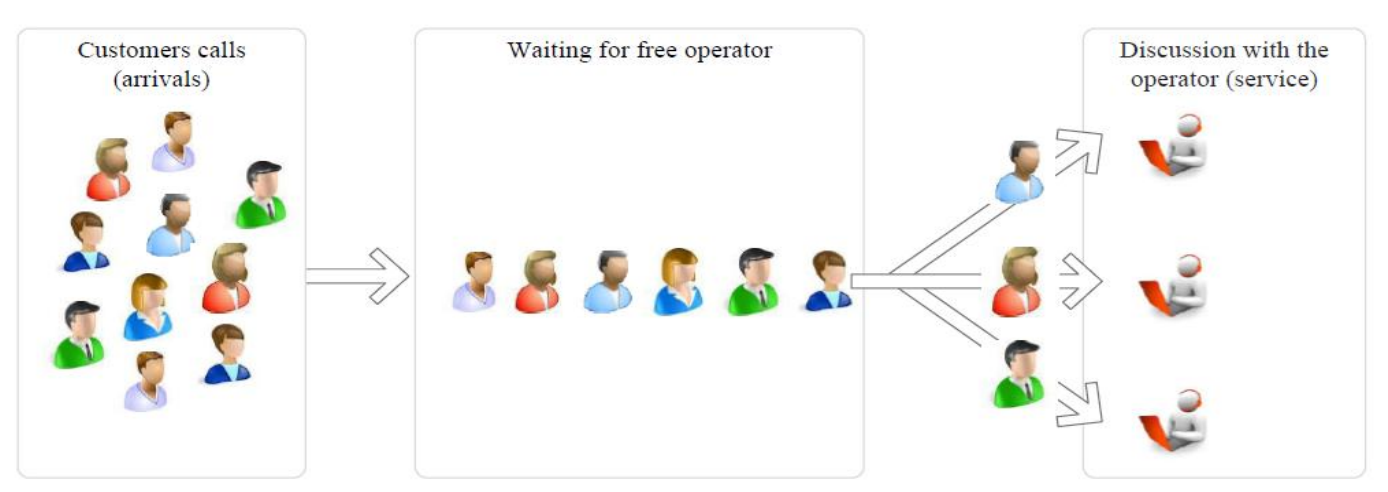 Customers calls
(arrivals)
Waiting for free operator
Discussion with the
operator (service)